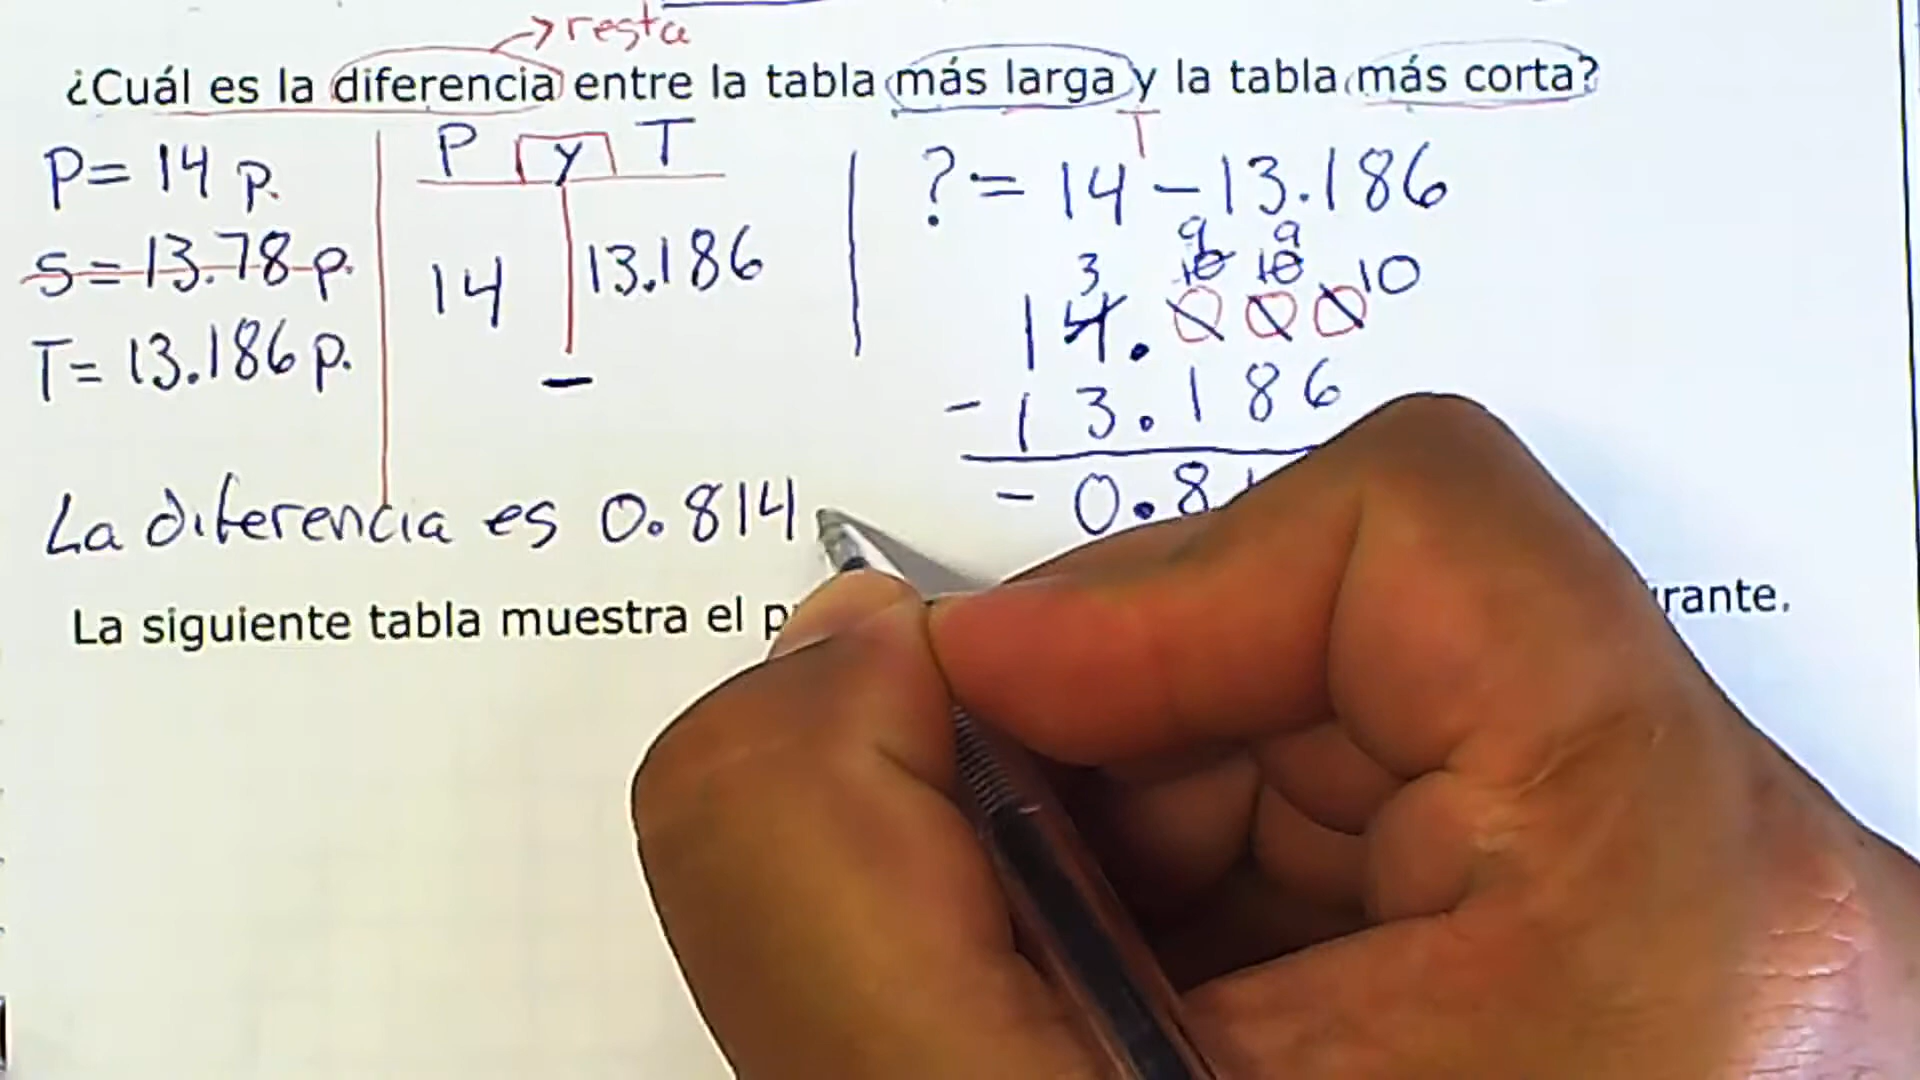 → resta
¿Cuál es la diferencia entre la tabla más larga y la tabla más corta?
P = 14 p.
S = 13.78 p.
T = 13.186 p.
P y T
14 13.186
—
T
? = 14 - 13.186
9 9
3 10 10 10
14.000
- 13.186
- 0.8
La diferencia es 0.814
La siguiente tabla muestra el